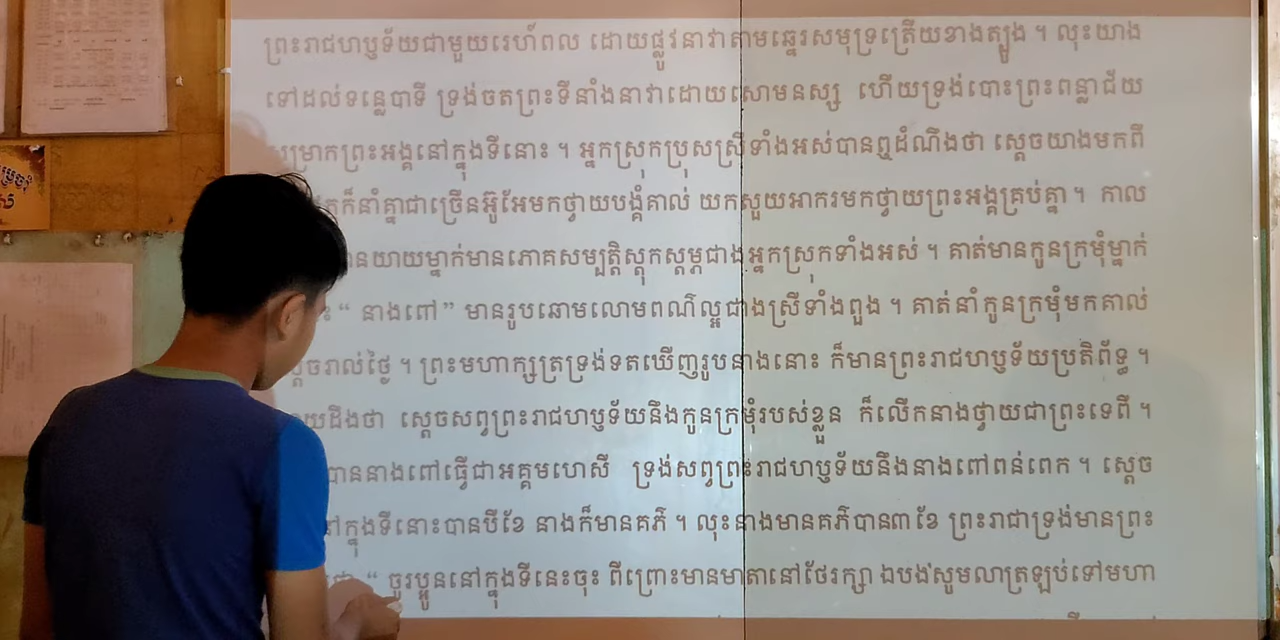 ព្រះរាជហឫទ័យជាមួយរេហ៍ពល ដោយផ្លូវនាវាតាមឆ្នេរសមុទ្រត្រើយខាងត្បូង ។ លុះយាង
ទៅដល់ទន្លេបាទី ទ្រង់ចតព្រះទីនាំងនាវាដោយសោមនស្ស ហើយទ្រង់បោះព្រះពន្លាជ័យ
សម្រាកព្រះអង្គនៅក្នុងទីនោះ ។ អ្នកស្រុកប្រុសស្រីទាំងអស់បានឮដំណឹងថា ស្តេចយាងមកពី
ក៏នាំគ្នាជាច្រើនអ៊ូអែមកថ្វាយបង្គំគាល់ យកសួយអាករមកថ្វាយព្រះអង្គគ្រប់គ្នា ។ កាល
មានយាយម្នាក់មានភោគសម្បត្តិស្តុកស្តម្ភជាងអ្នកស្រុកទាំងអស់ ។ គាត់មានកូនក្រមុំម្នាក់
“ នាងពៅ ” មានរូបឆោមលោមពណ៌ល្អជាងស្រីទាំងពួង ។ គាត់នាំកូនក្រមុំមកគាល់
ស្តេចរាល់ថ្ងៃ ។ ព្រះមហាក្សត្រទ្រង់ទតឃើញរូបនាងនោះ ក៏មានព្រះរាជហឫទ័យប្រតិព័ទ្ធ ។
ដឹងថា ស្តេចសព្វព្រះរាជហឫទ័យនឹងកូនក្រមុំរបស់ខ្លួន ក៏លើកនាងថ្វាយជាព្រះទេពី ។
បាននាងពៅធ្វើជាអគ្គមហេសី ទ្រង់សព្វព្រះរាជហឫទ័យនឹងនាងពៅពន់ពេក ។ ស្តេច
នៅក្នុងទីនោះបានបីខែ នាងក៏មានគភ៌ ។ លុះនាងមានគភ៌បាន៣ ខែ ព្រះរាជាទ្រង់មានព្រះ
“ ចូរប្អូននៅក្នុងទីនេះចុះ ពីព្រោះមានមាតានៅថែរក្សា ឯបងសូមលាត្រឡប់ទៅមហា